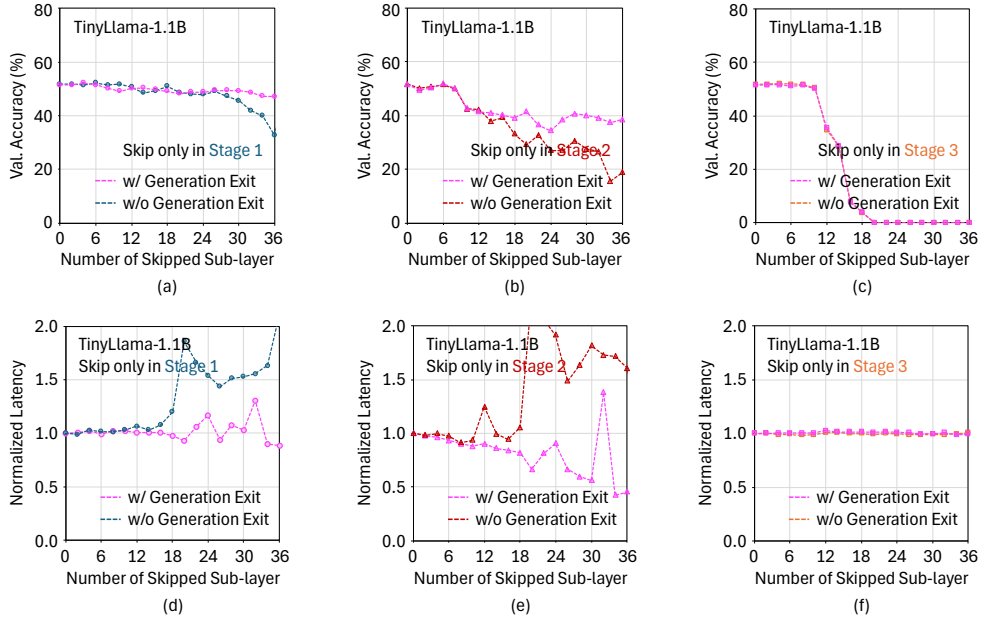 80
60
40
20
0
Val. Accuracy (%)
TinyLlama-1.1B
Skip only in Stage 1
w/ Generation Exit
w/o Generation Exit
0 6 12 18 24 30 36
Number of Skipped Sub-layer
(a)
80
60
40
20
0
Val. Accuracy (%)
TinyLlama-1.1B
Skip only in Stage 2
w/ Generation Exit
w/o Generation Exit
0 6 12 18 24 30 36
Number of Skipped Sub-layer
(b)
80
60
40
20
0
Val. Accuracy (%)
TinyLlama-1.1B
Skip only in Stage 3
w/ Generation Exit
w/o Generation Exit
0 6 12 18 24 30 36
Number of Skipped Sub-layer
(c)
2.0
1.5
1.0
0.5
0.0
Normalized Latency
TinyLlama-1.1B
Skip only in Stage 1
w/ Generation Exit
w/o Generation Exit
0 6 12 18 24 30 36
Number of Skipped Sub-layer
(d)
2.0
1.5
1.0
0.5
0.0
Normalized Latency
TinyLlama-1.1B
Skip only in Stage 2
w/ Generation Exit
w/o Generation Exit
0 6 12 18 24 30 36
Number of Skipped Sub-layer
(e)
2.0
1.5
1.0
0.5
0.0
Normalized Latency
TinyLlama-1.1B
Skip only in Stage 3
w/ Generation Exit
w/o Generation Exit
0 6 12 18 24 30 36
Number of Skipped Sub-layer
(f)